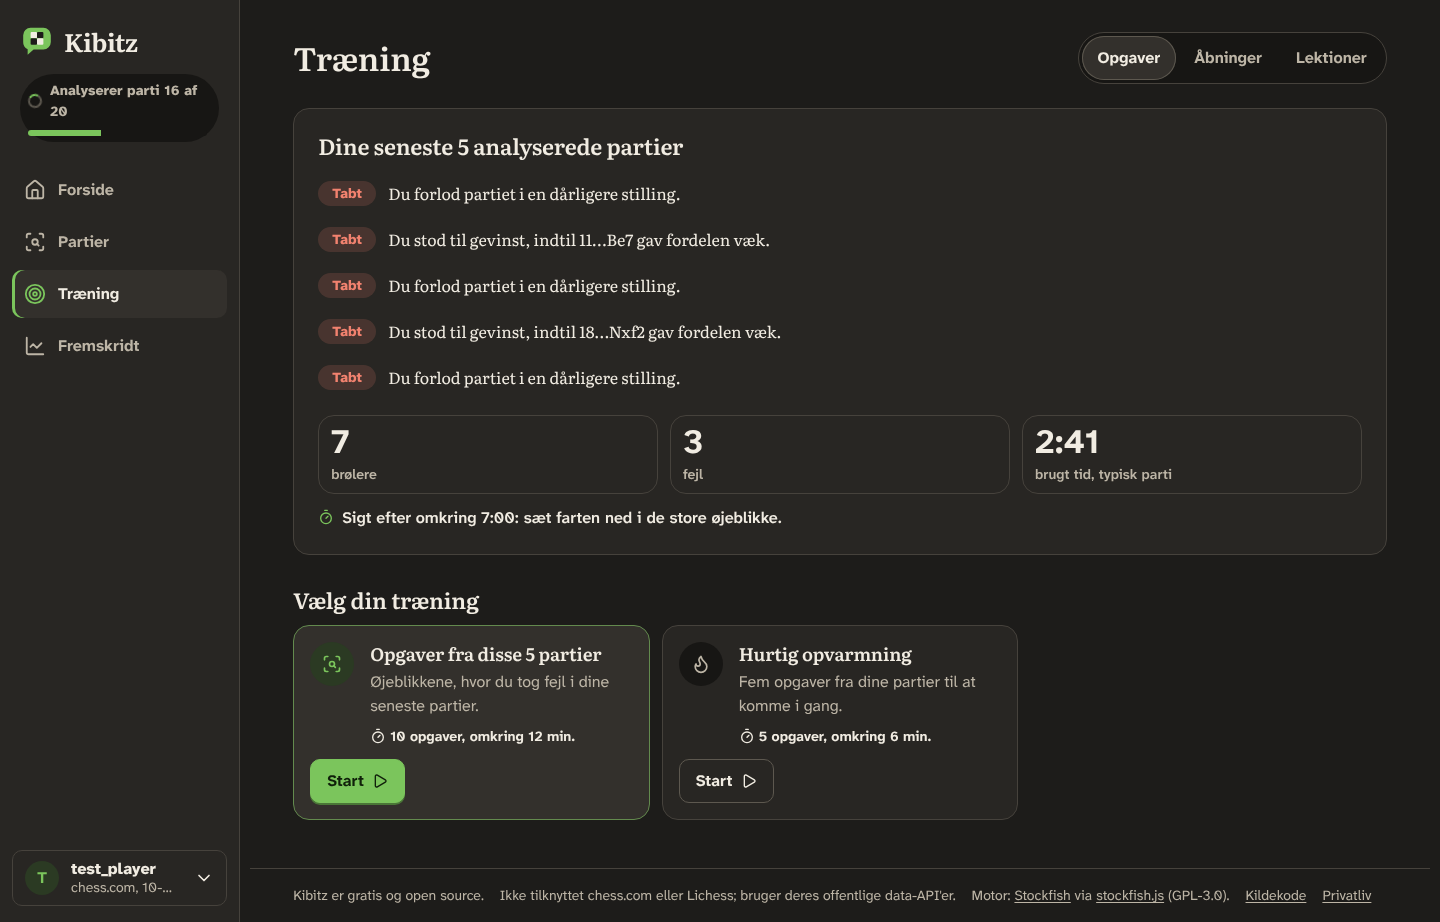 Kibitz
Analyserer parti 16 af
20
Forside
Partier
Træning
Fremskridt
test_player
chess.com, 10-...
Træning
Opgaver
Åbninger
Lektioner
Dine seneste 5 analyserede partier
Tabt Du forlod partiet i en dårligere stilling.
Tabt Du stod til gevinst, indtil 11...Be7 gav fordelen væk.
Tabt Du forlod partiet i en dårligere stilling.
Tabt Du stod til gevinst, indtil 18...Nxf2 gav fordelen væk.
Tabt Du forlod partiet i en dårligere stilling.
7
brølere
3
fejl
2:41
brugt tid, typisk parti
Sigt efter omkring 7:00: sæt farten ned i de store øjeblikke.
Vælg din træning
Opgaver fra disse 5 partier
Øjeblikkene, hvor du tog fejl i dine
seneste partier.
10 opgaver, omkring 12 min.
Start
Hurtig opvarmning
Fem opgaver fra dine partier til at
komme i gang.
5 opgaver, omkring 6 min.
Start
Kibitz er gratis og open source. Ikke tilknyttet chess.com eller Lichess; bruger deres offentlige data-API'er. Motor: Stockfish via stockfish.js (GPL-3.0). Kildekode Privatliv
T